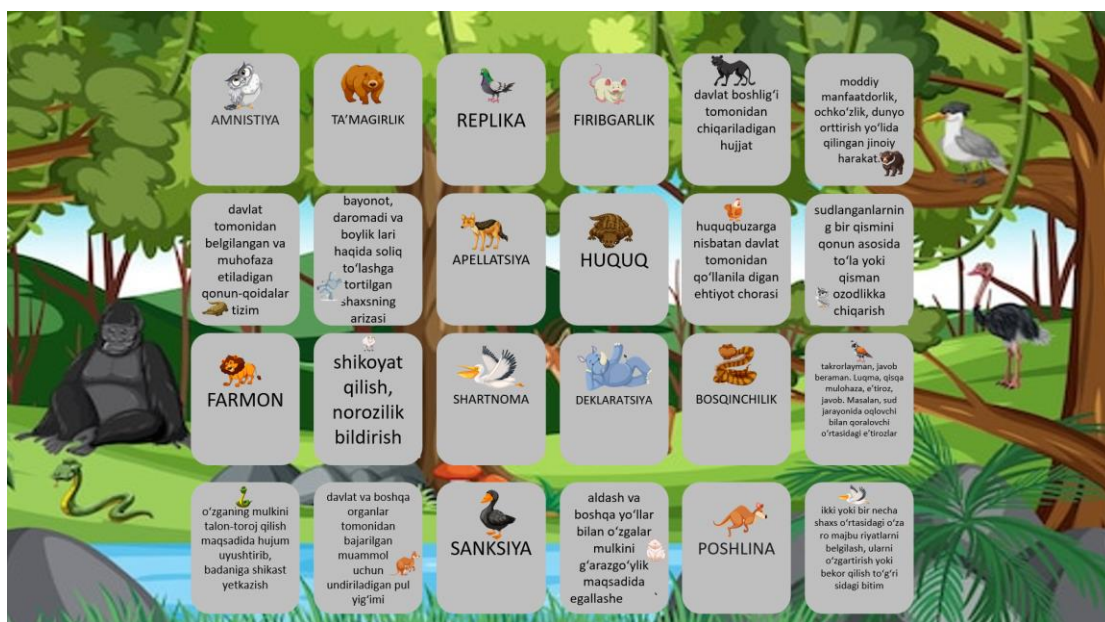 AMNISTIYA
TA’MAGIRLIK
REPLIKA
FIRIBGARLIK
davlat boshlig‘i
tomonidan
chiqariladigan
hujjat
moddiy
manfaatdorlik,
ochko‘zlik, dunyo
orttirish yo‘lida
qilingan jinoiy
harakat.
davlat
tomonidan
belgilangan va
muhofaza
etiladigan
qonun-qoidalar
tizim
bayonot,
daromadi va
boylik lari
haqida soliq
to‘lashga
tortilgan
shaxsning
arizasi
APELLATSIYA
HUQUQ
huquqbuzarga
nisbatan davlat
tomonidan
qo‘llanila digan
ehtiyot chorasi
sudlanganlarnin
g bir qismini
qonun asosida
to‘la yoki
qisman
ozodlikka
chiqarish
FARMON
shikoyat
qilish,
norozilik
bildirish
SHARTNOMA
DEKLARATSIYA
BOSQINCHILIK
takrorlayman, javob
beraman. Luqma, qisqa
mulohaza, e’tiroz,
javob. Masalan, sud
jarayonida oqlovchi
bilan qoralovchi
o‘rtasidagi e’tirozlar
o‘zganing mulkini
talon-toroj qilish
maqsadida hujum
uyushtirib,
badaniga shikast
yetkazish
davlat va boshqa
organlar
tomonidan
bajarilgan
muammol
uchun
undiriladigan pul
yig‘imi
SANKSIYA
aldash va
boshqa yo‘llar
bilan o‘zgalar
mulkini
g‘arazgo‘ylik
maqsadida
egallashe
POSHLINA
ikki yoki bir necha
shaxs o‘rtasidagi o‘za
ro majbu riyatlarni
belgilash, ularni
o‘zgartirish yoki
bekor qilish to‘g‘ri
sidagi bitim